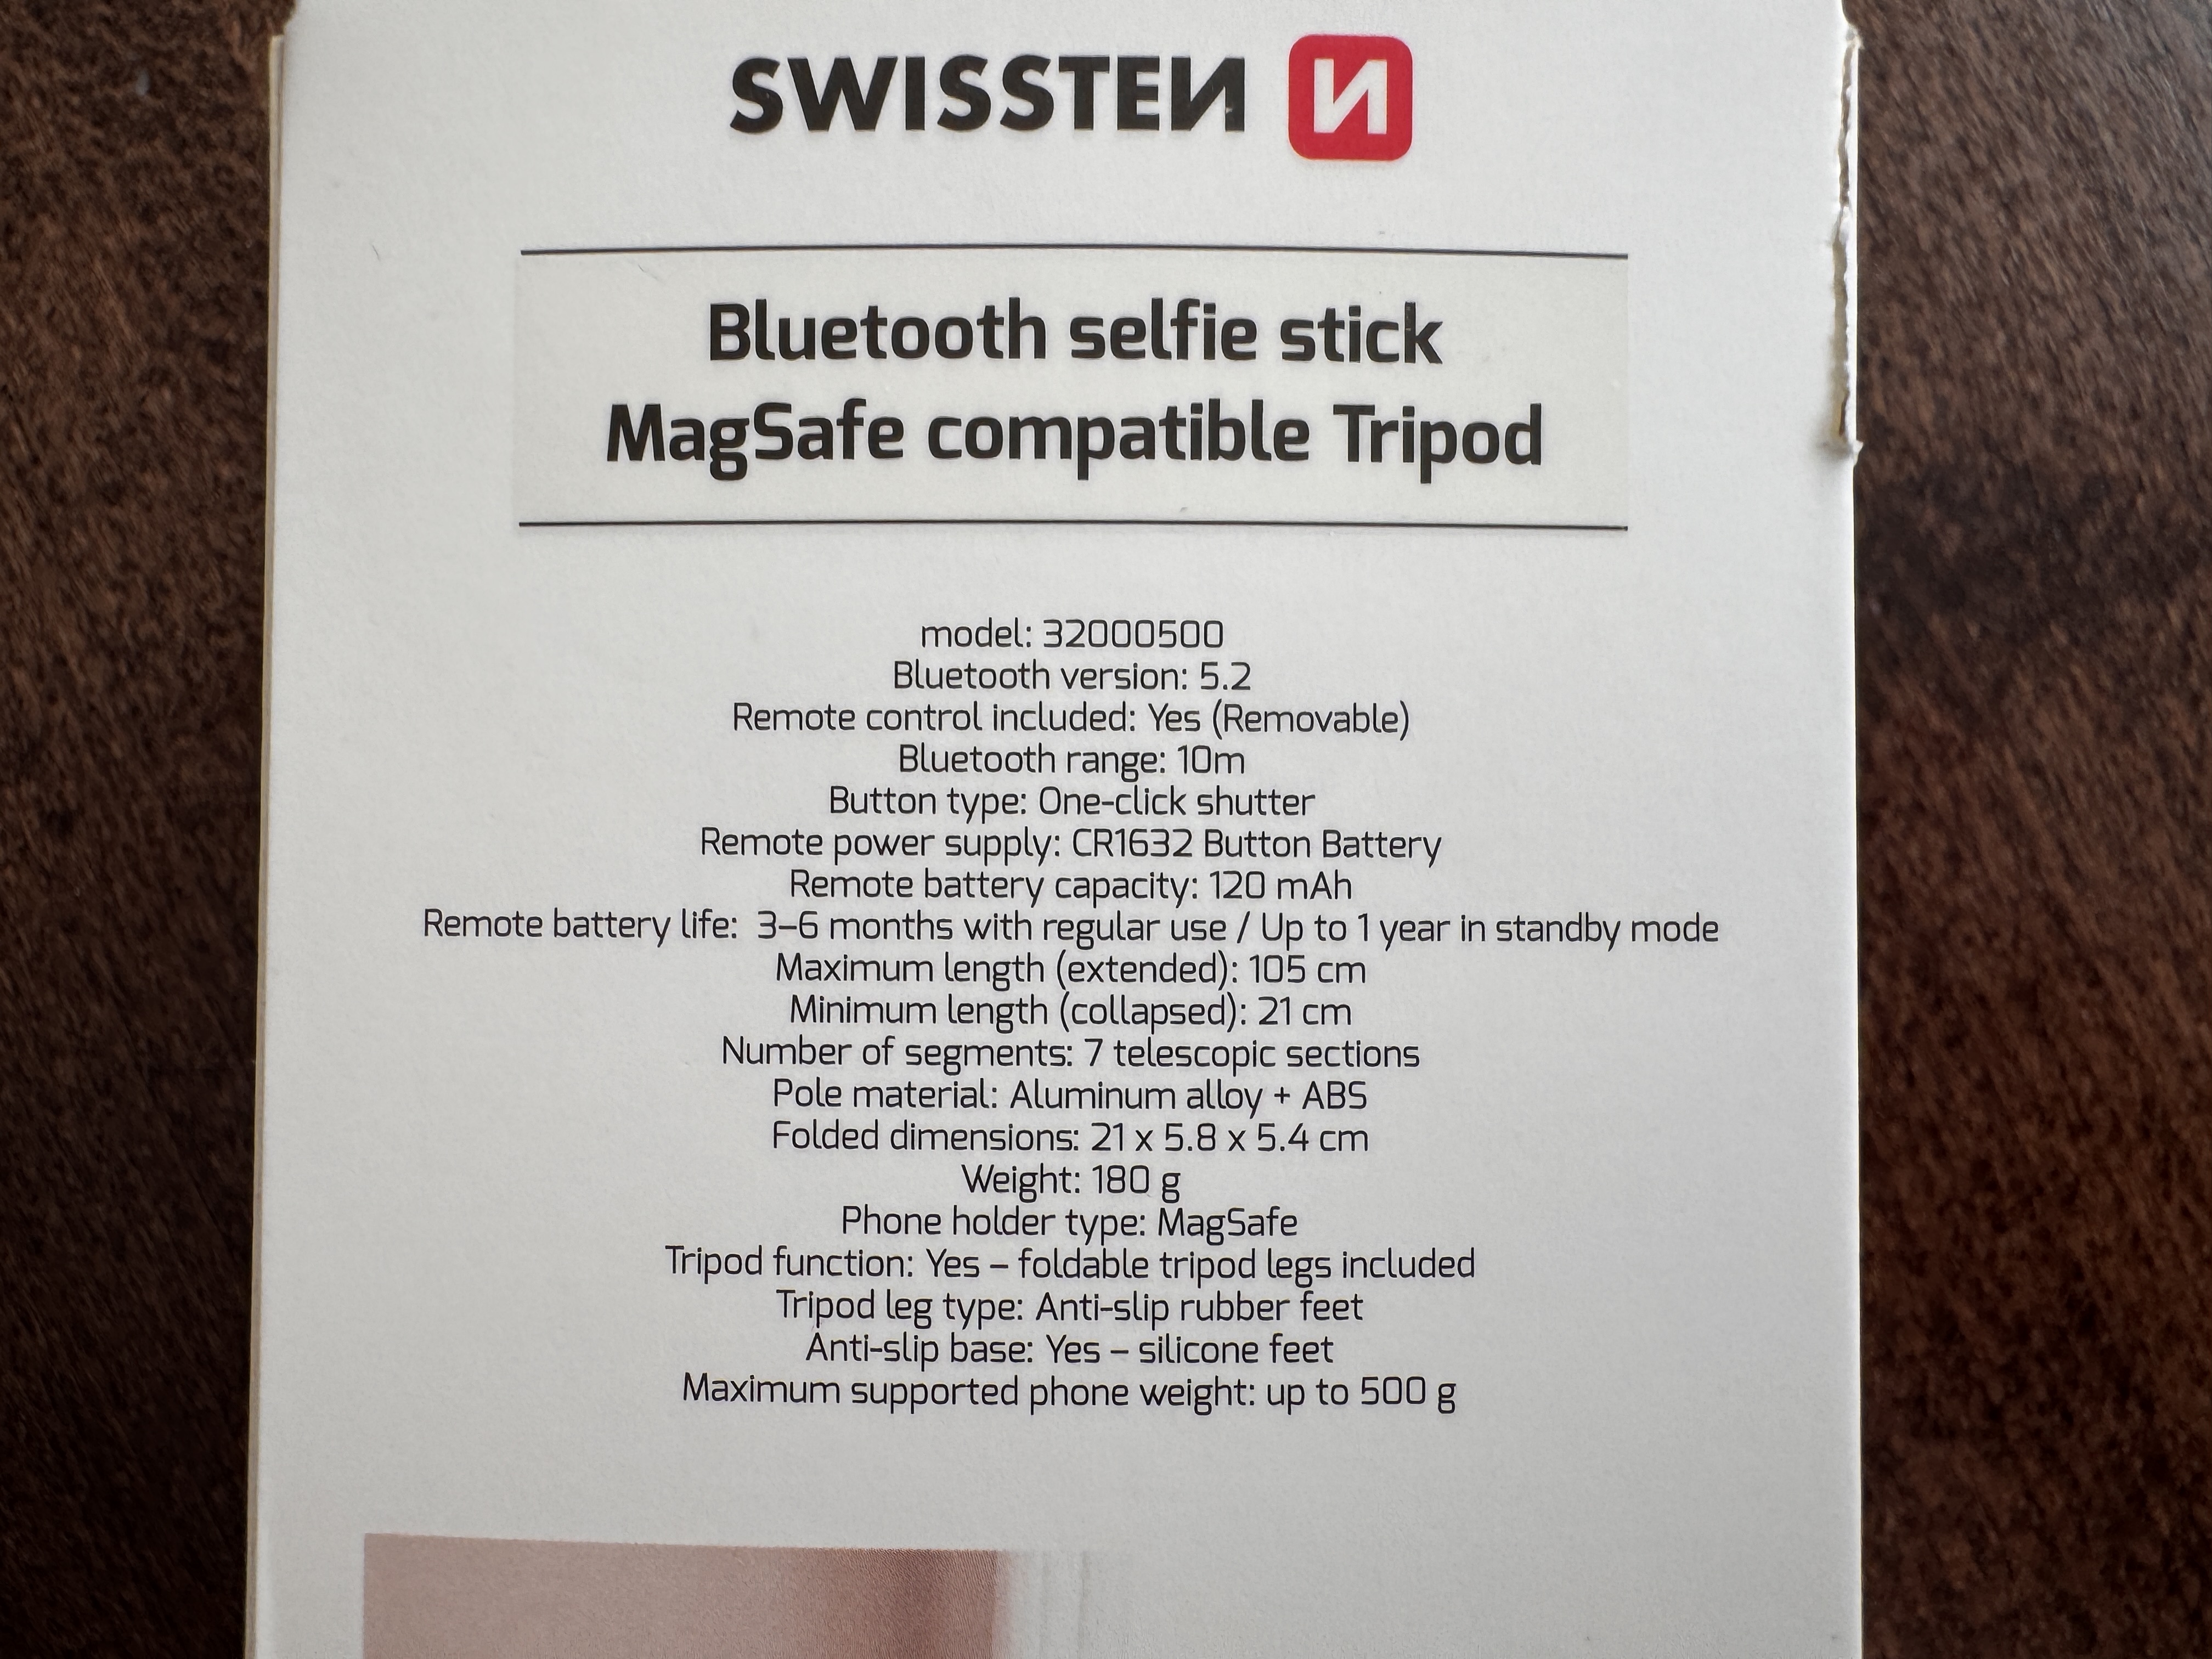 SWISSTEN N
Bluetooth selfie stick
MagSafe compatible Tripod
model: 32000500
Bluetooth version: 5.2
Remote control included: Yes (Removable)
Bluetooth range: 10m
Button type: One-click shutter
Remote power supply: CR1632 Button Battery
Remote battery capacity: 120 mAh
Remote battery life: 3–6 months with regular use / Up to 1 year in standby mode
Maximum length (extended): 105 cm
Minimum length (collapsed): 21 cm
Number of segments: 7 telescopic sections
Pole material: Aluminum alloy + ABS
Folded dimensions: 21 x 5.8 x 5.4 cm
Weight: 180 g
Phone holder type: MagSafe
Tripod function: Yes – foldable tripod legs included
Tripod leg type: Anti-slip rubber feet
Anti-slip base: Yes – silicone feet
Maximum supported phone weight: up to 500 g